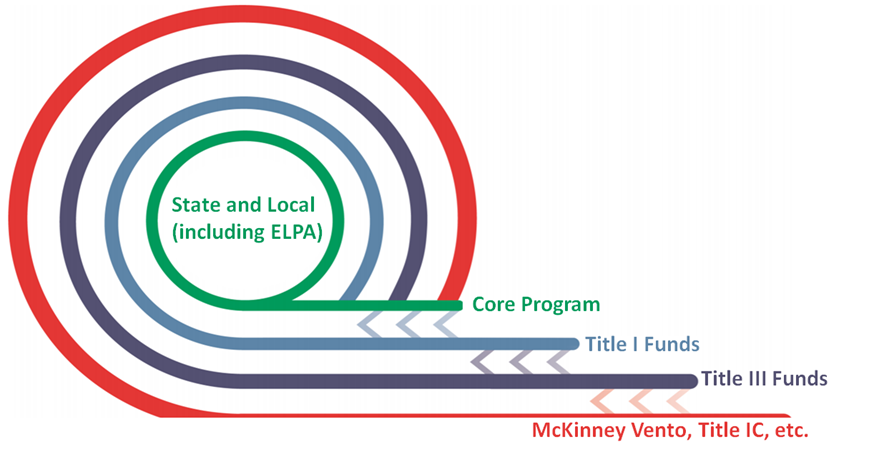 State and Local
(including ELPA)
Core Program
Title I Funds
Title III Funds
McKinney Vento, Title IC, etc.